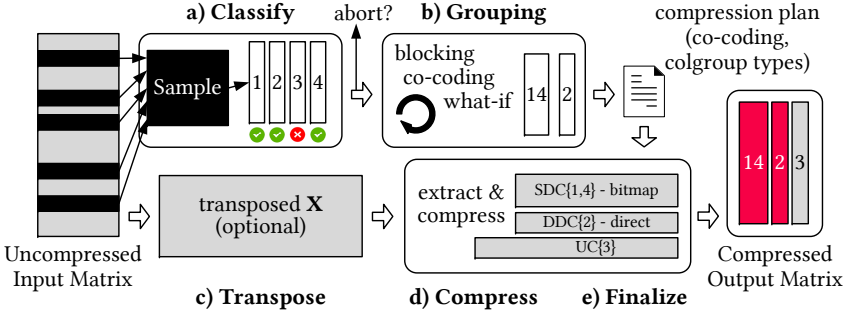 a) Classify
abort?
b) Grouping
compression plan
(co-coding,
colgroup types)
Sample
1 2 3 4
blocking
co-coding
what-if
14 2
14 2 3
Uncompressed
Input Matrix
transposed X
(optional)
extract &
compress
SDC{1,4} - bitmap
DDC{2} - direct
UC{3}
Compressed
Output Matrix
c) Transpose
d) Compress
e) Finalize